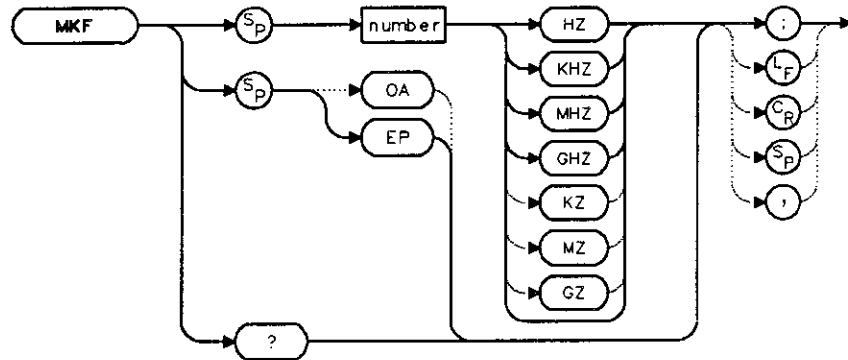 MKF
SP
number
HZ
;
KHZ
LF
SP
OA
MHZ
CR
EP
GHZ
SP
KZ
,
MZ
GZ
?